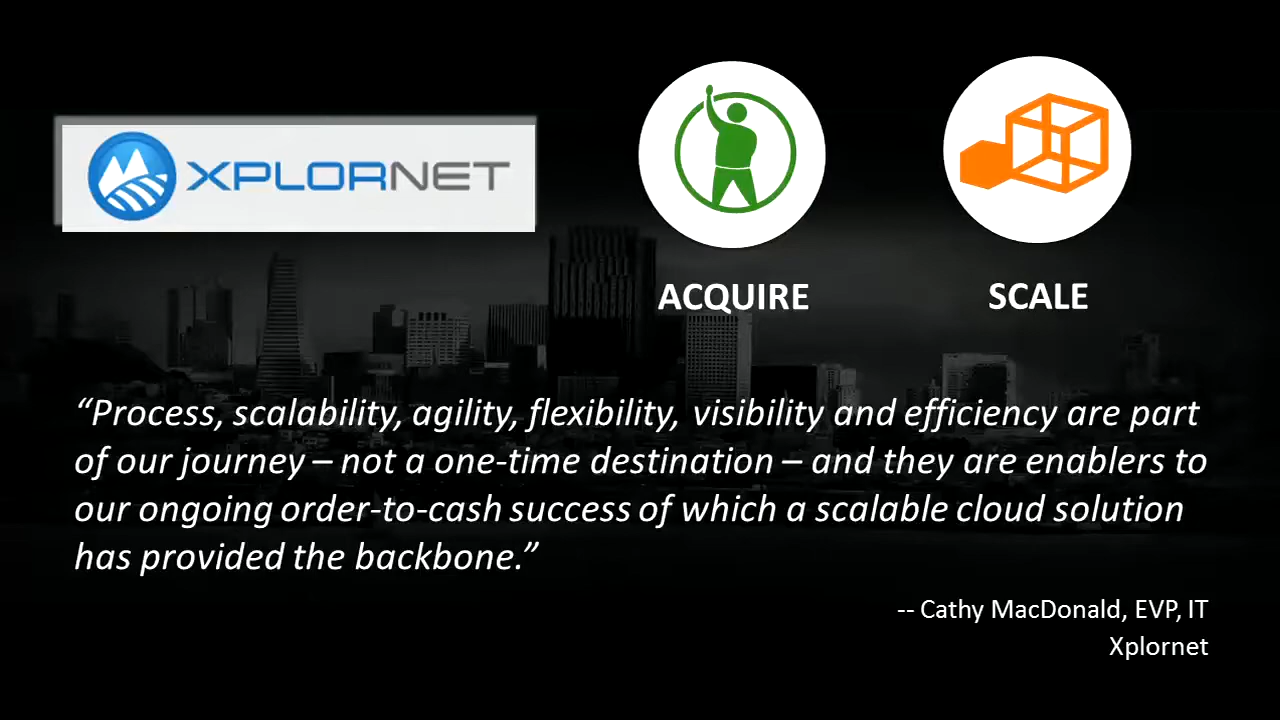 XPLORNET
ACQUIRE
SCALE
“Process, scalability, agility, flexibility, visibility and efficiency are part
of our journey – not a one-time destination – and they are enablers to
our ongoing order-to-cash success of which a scalable cloud solution
has provided the backbone.”
-- Cathy MacDonald, EVP, IT
Xplornet